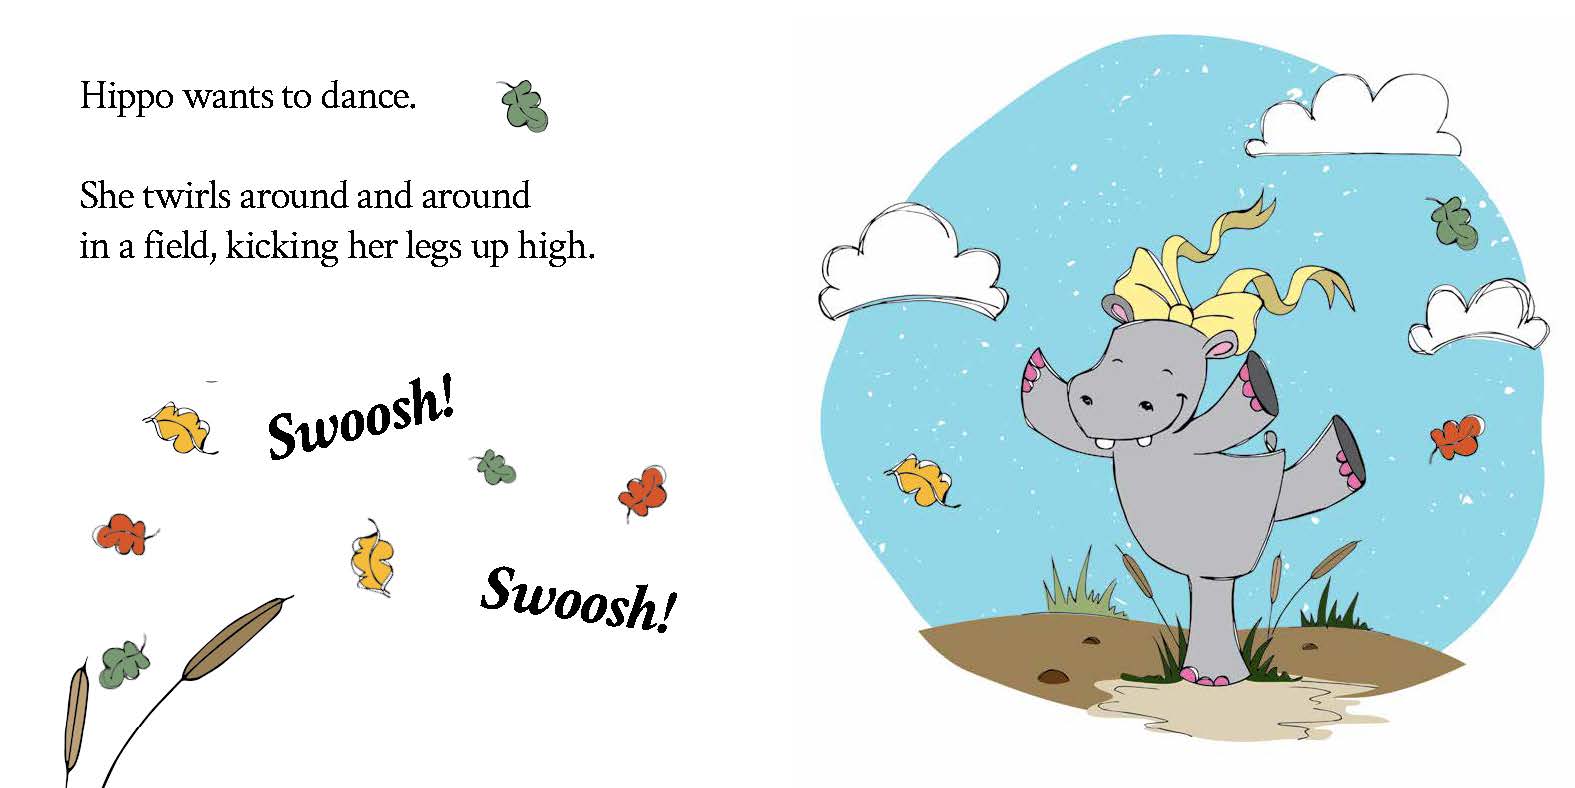 Hippo wants to dance.
She twirls around and around
in a field, kicking her legs up high.
Swoosh!
Swoosh!